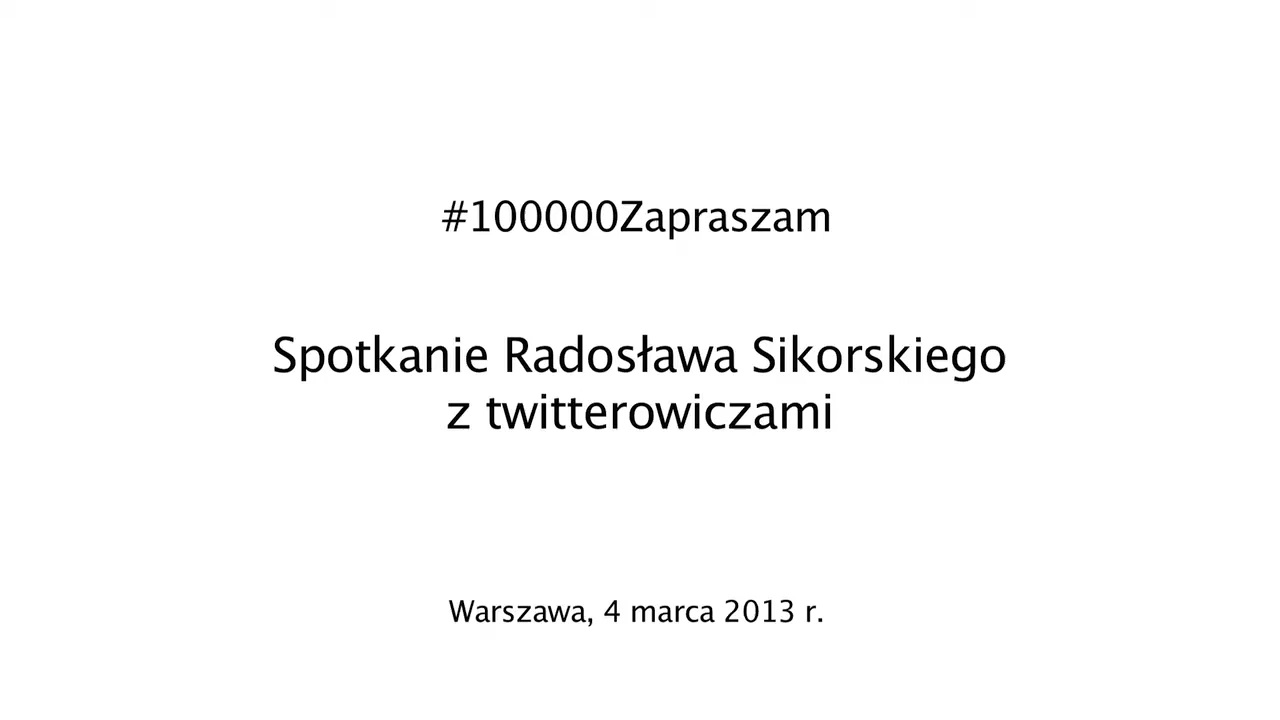 #100000Zapraszam
Spotkanie Radosława Sikorskiego
z twitterowiczami
Warszawa, 4 marca 2013 r.